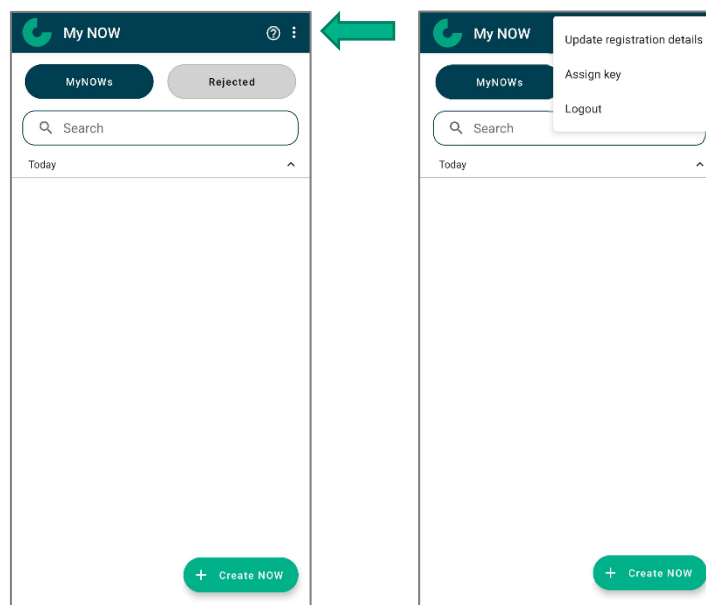 My NOW
MyNOWs
Rejected
Search
Today
+ Create NOW
My NOW
Update registration details
Assign key
Logout
MyNOWs
Search
Today
+ Create NOW